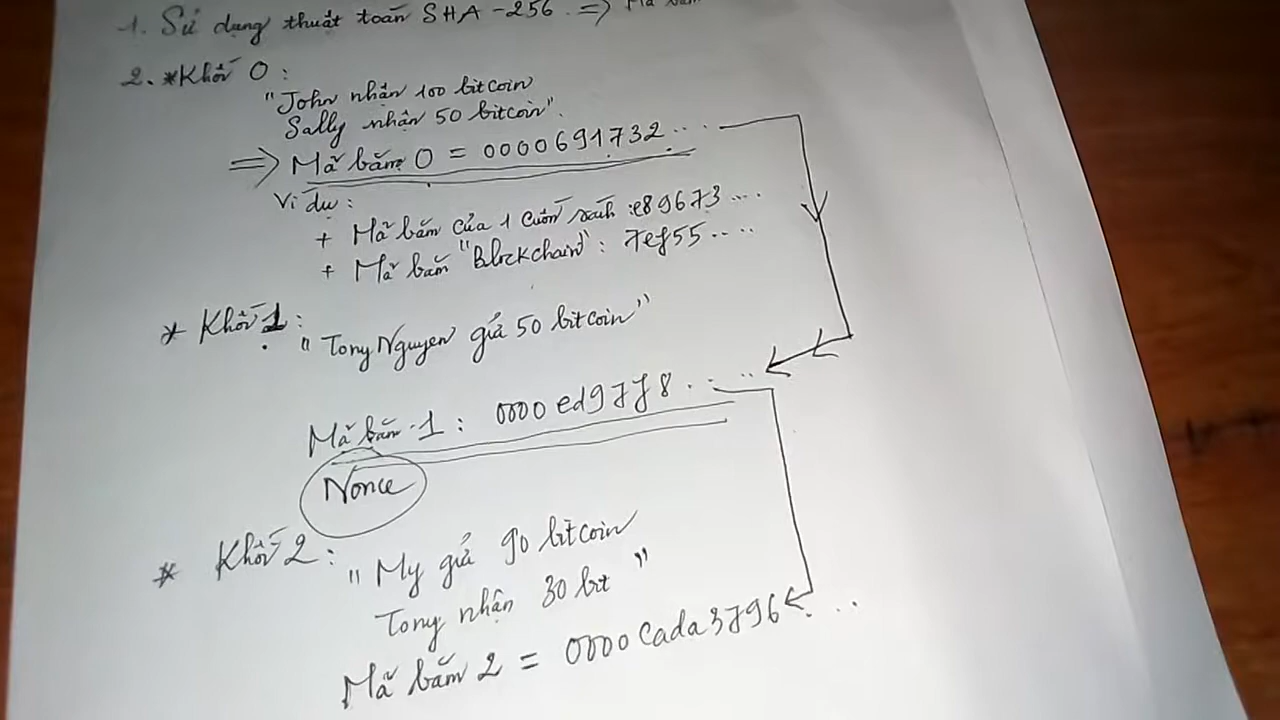 1. Sử dụng thuật toán SHA-256 => Mã
2. *Khối 0:
"John nhận 100 bitcoin
Sally nhận 50 bitcoin"
=> Mã băm 0 = 0000691732...
Ví dụ:
+ Mã băm của 1 cuốn sách: e89673....
+ Mã băm "Blockchain": 7ef55....
* Khối 1:
"Tony Nguyen gửi 50 bitcoin"
Mã băm 1: 0000ed97f8.....
Nonce
* Khối 2: "My gửi 90 bitcoin
Tony nhận 30 bit"
Mã băm 2 = 0000cada3796...